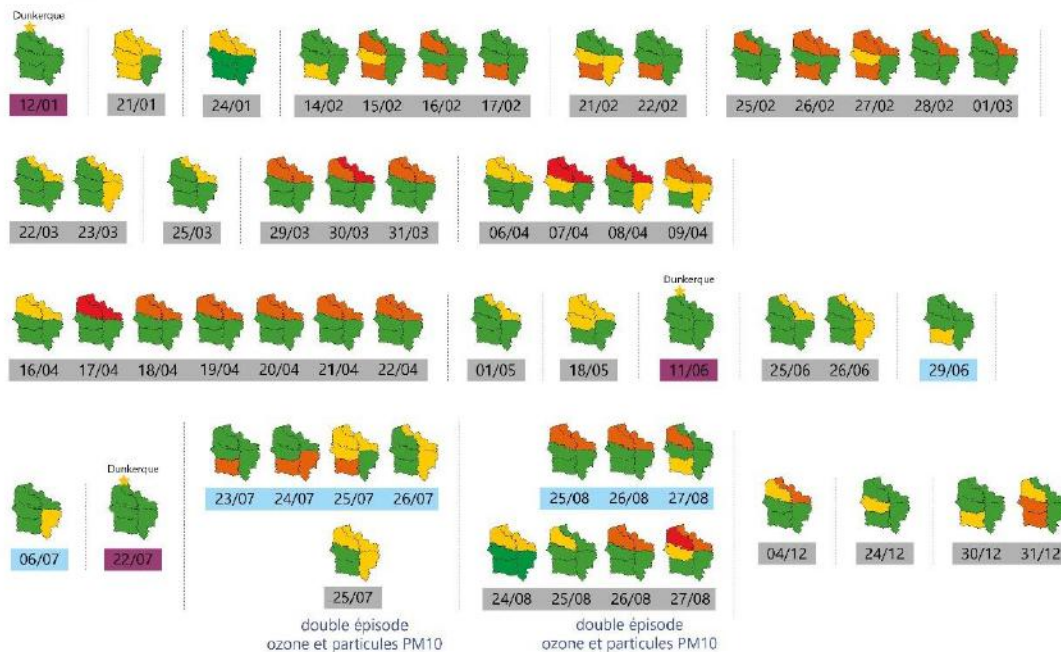 Dunkerque
12/01 21/01 24/01 14/02 15/02 16/02 17/02 21/02 22/02 25/02 26/02 27/02 28/02 01/03
22/03 23/03 25/03 29/03 30/03 31/03 06/04 07/04 08/04 09/04
Dunkerque
16/04 17/04 18/04 19/04 20/04 21/04 22/04 01/05 18/05 11/06 25/06 26/06 29/06
Dunkerque
23/07 24/07 25/07 26/07 25/08 26/08 27/08
06/07 22/07 04/12 24/12 30/12 31/12
25/07 24/08 25/08 26/08 27/08
double épisode double épisode
ozone et particules PM10 ozone et particules PM10